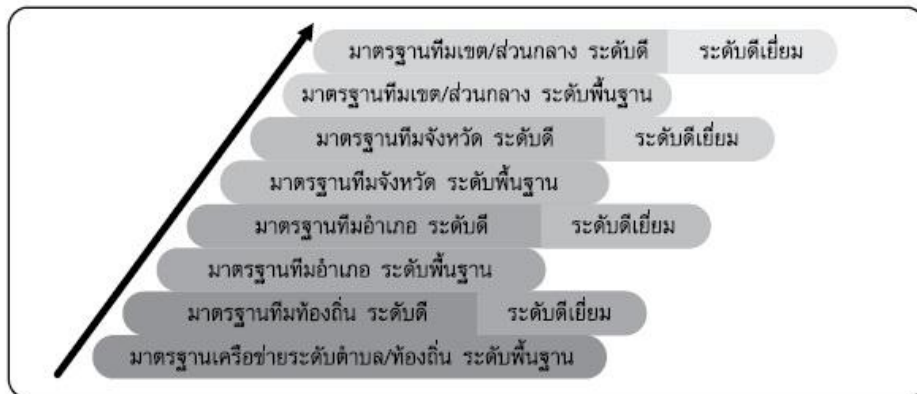 มาตรฐานทีมเขต/ส่วนกลาง ระดับดี ระดับดีเยี่ยม
มาตรฐานทีมเขต/ส่วนกลาง ระดับพื้นฐาน
มาตรฐานทีมจังหวัด ระดับดี ระดับดีเยี่ยม
มาตรฐานทีมจังหวัด ระดับพื้นฐาน
มาตรฐานทีมอำเภอ ระดับดี ระดับดีเยี่ยม
มาตรฐานทีมอำเภอ ระดับพื้นฐาน
มาตรฐานทีมท้องถิ่น ระดับดี ระดับดีเยี่ยม
มาตรฐานเครือข่ายระดับตำบล/ท้องถิ่น ระดับพื้นฐาน